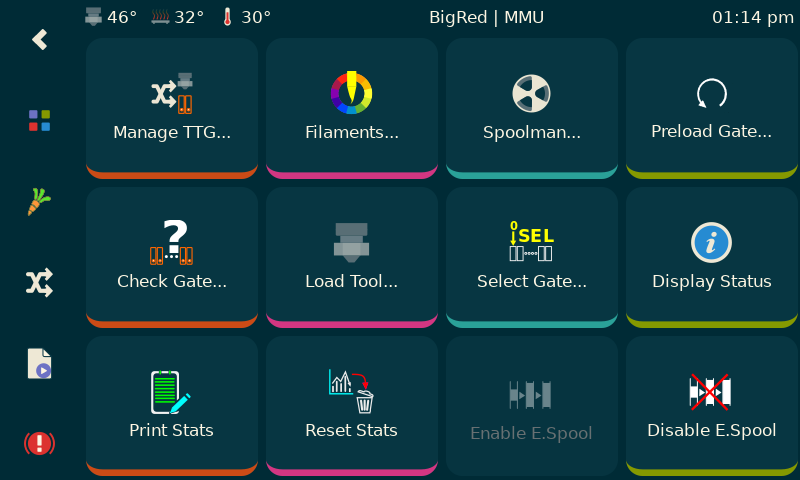 46° 32° 30° BigRed | MMU 01:14 pm
Manage TTG... Filaments... Spoolman... Preload Gate...
?
0
SEL
i
Check Gate... Load Tool... Select Gate... Display Status
Print Stats Reset Stats Enable E.Spool Disable E.Spool